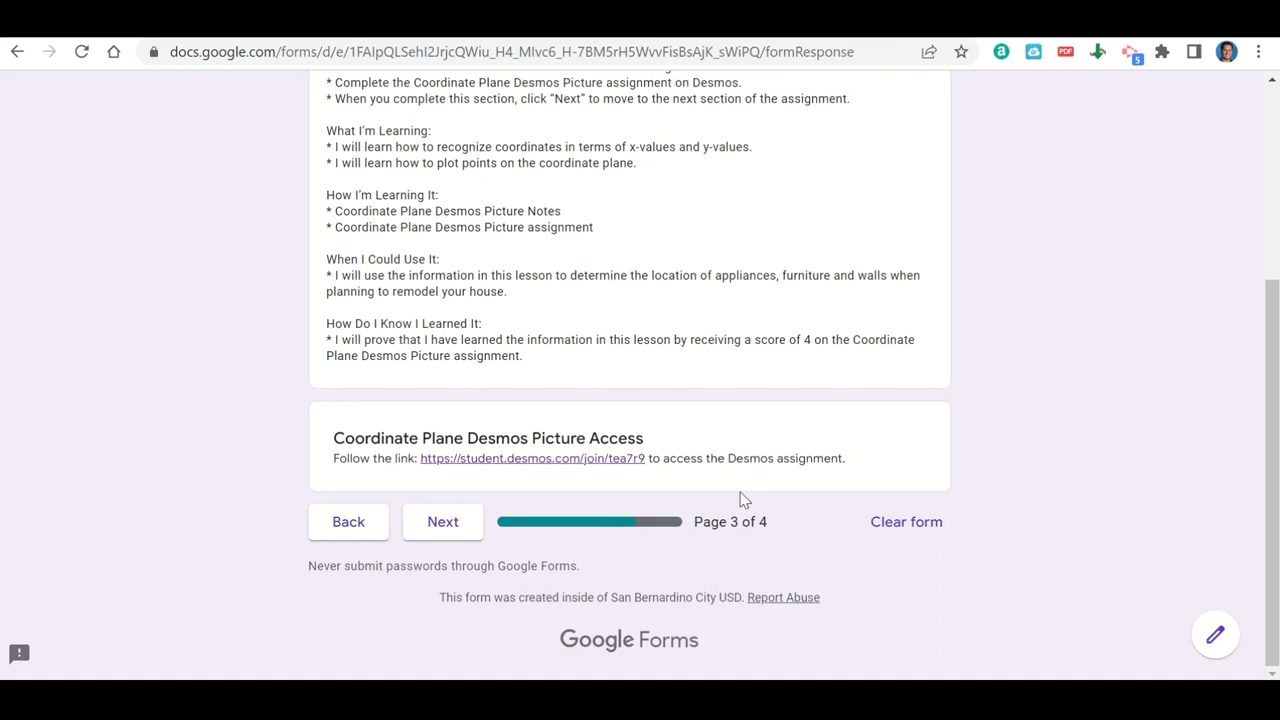 docs.google.com/forms/d/e/1FAIpQLSehI2JrjcQWiu_H4_MIvc6_H-7BM5rH5WvvFisBsAjK_sWiPQ/formResponse
a
PDF
5
* Complete the Coordinate Plane Desmos Picture assignment on Desmos.
* When you complete this section, click “Next” to move to the next section of the assignment.
What I’m Learning:
* I will learn how to recognize coordinates in terms of x-values and y-values.
* I will learn how to plot points on the coordinate plane.
How I’m Learning It:
* Coordinate Plane Desmos Picture Notes
* Coordinate Plane Desmos Picture assignment
When I Could Use It:
* I will use the information in this lesson to determine the location of appliances, furniture and walls when
planning to remodel your house.
How Do I Know I Learned It:
* I will prove that I have learned the information in this lesson by receiving a score of 4 on the Coordinate
Plane Desmos Picture assignment.
Coordinate Plane Desmos Picture Access
Follow the link: https://student.desmos.com/join/tea7r9 to access the Desmos assignment.
Back Next Page 3 of 4 Clear form
Never submit passwords through Google Forms.
This form was created inside of San Bernardino City USD. Report Abuse
Google Forms